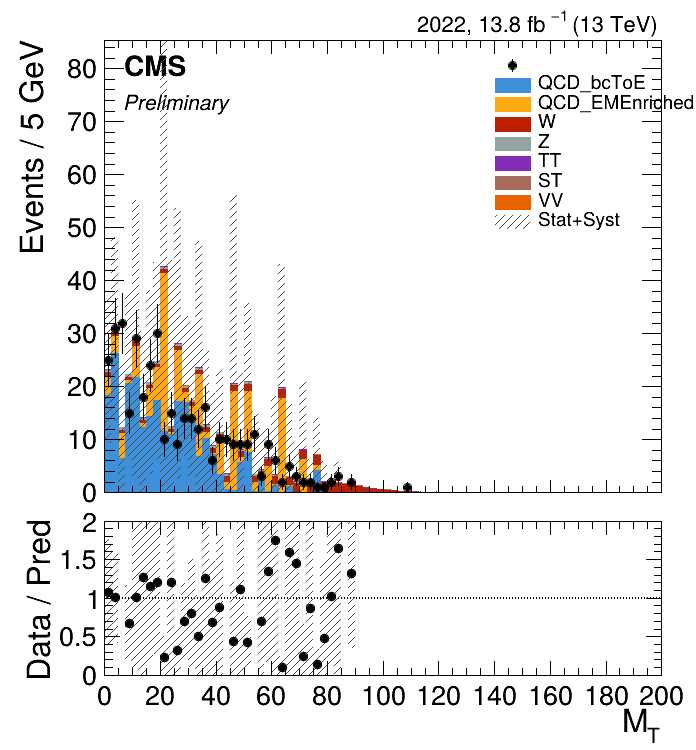 2022, 13.8 fb⁻¹ (13 TeV)
CMS
Preliminary
Events / 5 GeV
80
70
60
50
40
30
20
10
0
QCD_bcToE
QCD_EMEnriched
W
Z
TT
ST
VV
Stat+Syst
Data / Pred
2
1.5
1
0.5
0
0 20 40 60 80 100 120 140 160 180 200
M_T